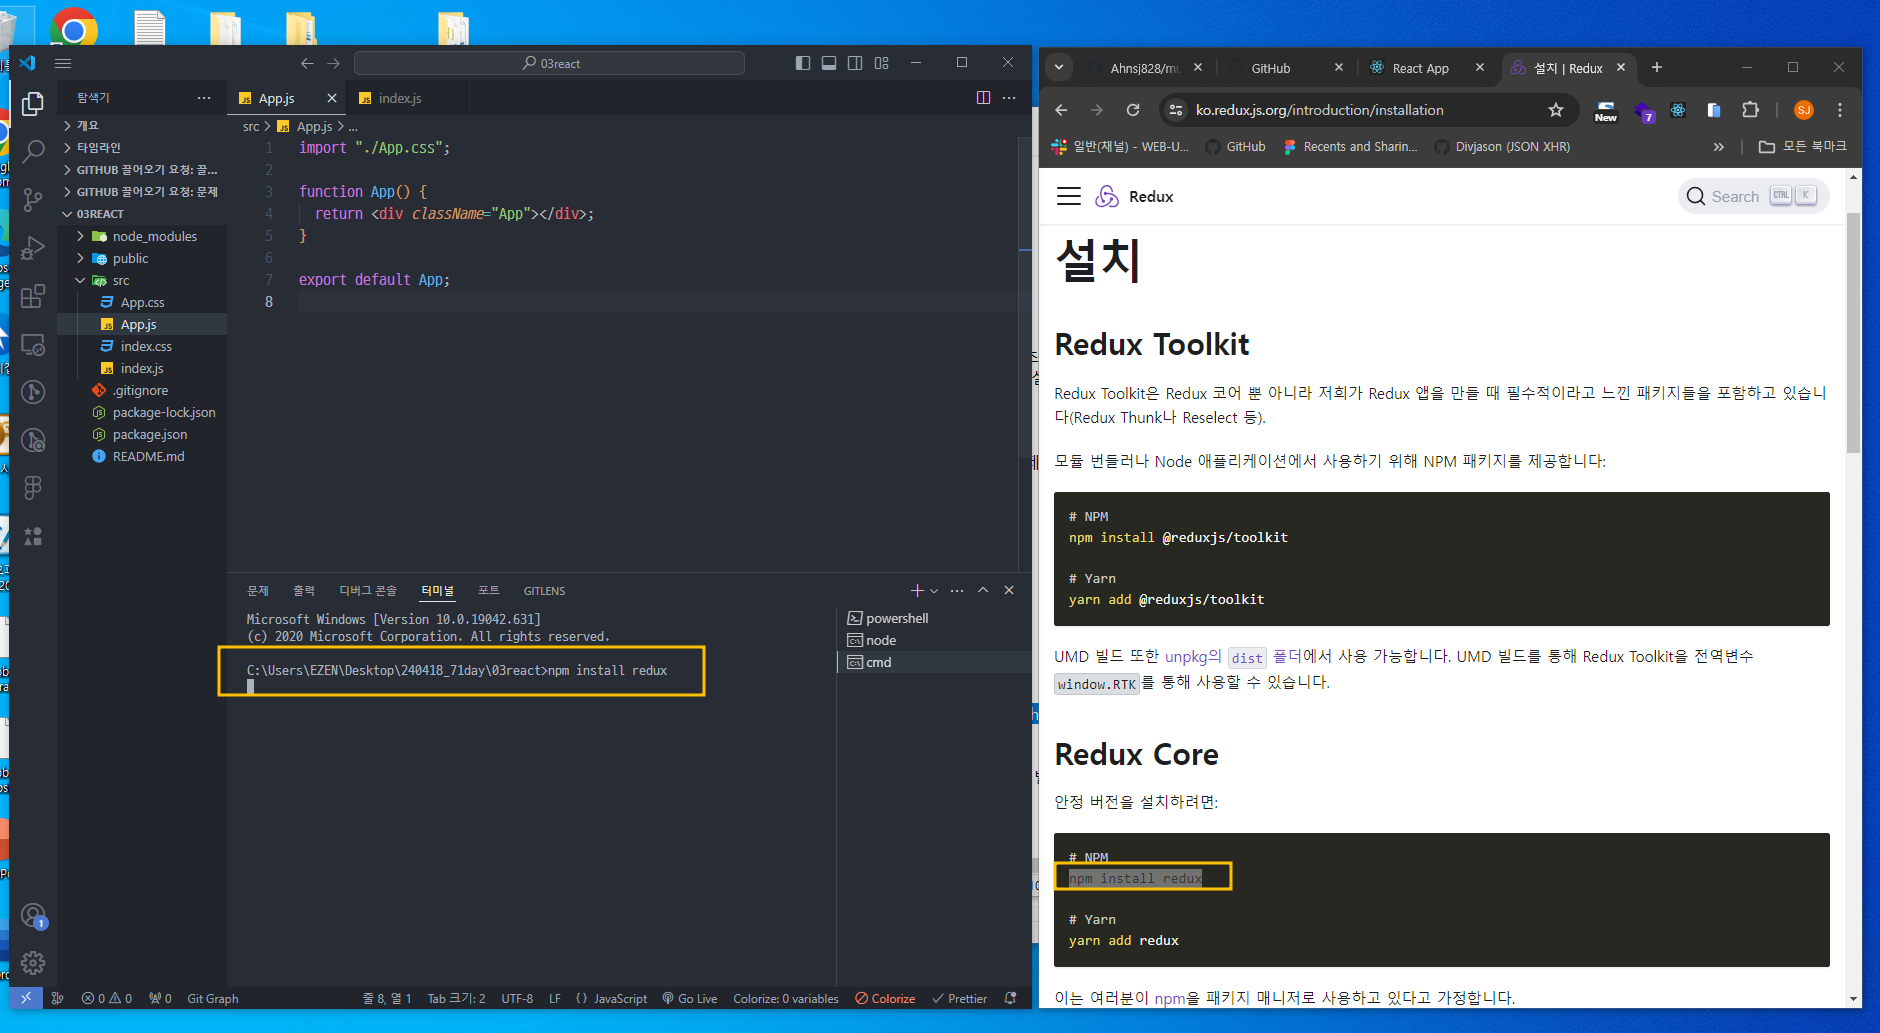 03react
탐색기
개요
타임라인
GITHUB 끌어오기 요청: 끌...
GITHUB 끌어오기 요청: 문제
03REACT
node_modules
public
src
App.css
App.js
index.css
index.js
.gitignore
package-lock.json
package.json
README.md
App.js
index.js
src > App.js > ...
1 import "./App.css";
2
3 function App() {
4 return <div className="App"></div>;
5 }
6
7 export default App;
8
문제 출력 디버그 콘솔 터미널 포트 GITLENS
Microsoft Windows [Version 10.0.19042.631]
(c) 2020 Microsoft Corporation. All rights reserved.
C:\Users\EZEN\Desktop\240418_71day\03react>npm install redux
powershell
node
cmd
1
0 0 0 Git Graph 줄 8, 열 1 Tab 크기: 2 UTF-8 LF {} JavaScript Go Live Colorize: 0 variables Colorize Prettier
Ahnsj828/mu
GitHub
React App
설치 | Redux
ko.redux.js.org/introduction/installation
New
7
SJ
일반(채널) - WEB-U...
GitHub
Recents and Sharin...
Divjason (JSON XHR)
모든 북마크
Redux
Search CTRL K
설치
Redux Toolkit
Redux Toolkit은 Redux 코어 뿐 아니라 저희가 Redux 앱을 만들 때 필수적이라고 느낀 패키지들을 포함하고 있습니
다(Redux Thunk나 Reselect 등).
모듈 번들러나 Node 애플리케이션에서 사용하기 위해 NPM 패키지를 제공합니다:
# NPM
npm install @reduxjs/toolkit
# Yarn
yarn add @reduxjs/toolkit
UMD 빌드 또한 unpkg의 dist 폴더에서 사용 가능합니다. UMD 빌드를 통해 Redux Toolkit을 전역변수
window.RTK를 통해 사용할 수 있습니다.
Redux Core
안정 버전을 설치하려면:
# NPM
npm install redux
# Yarn
yarn add redux
이는 여러분이 npm을 패키지 매니저로 사용하고 있다고 가정합니다.